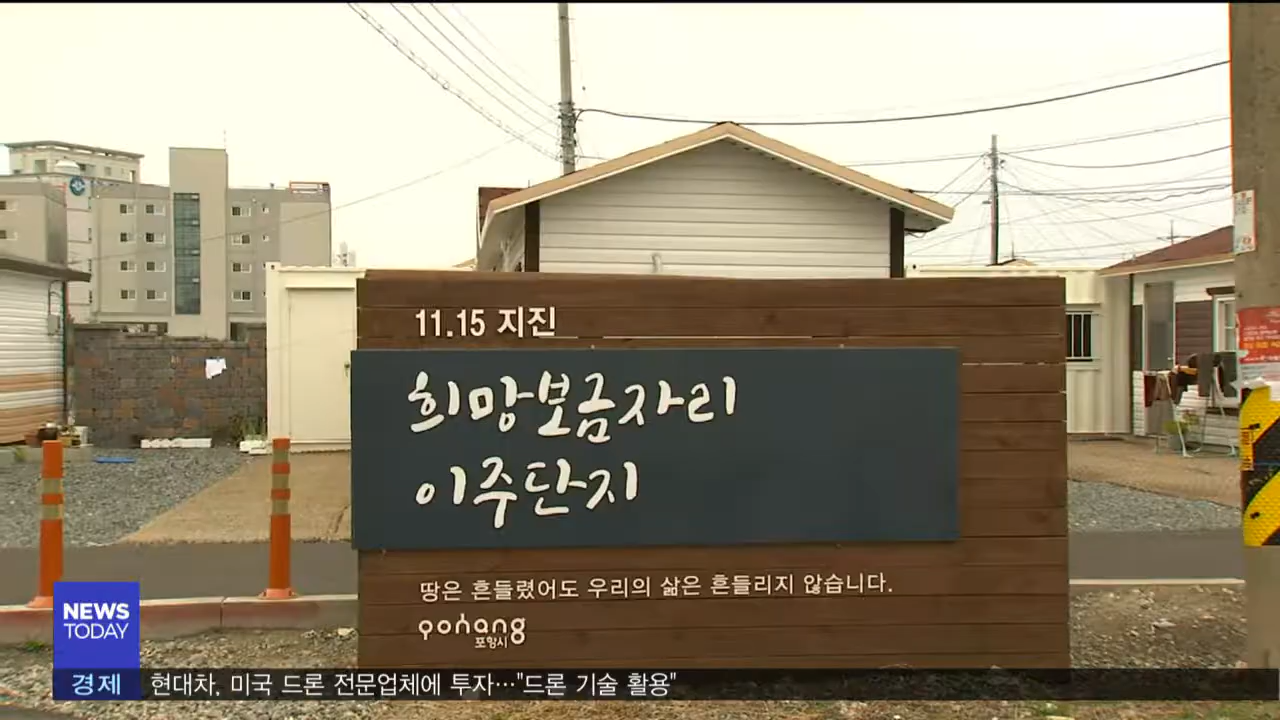 11.15 지진
희망보금자리
이주단지
땅은 흔들렸어도 우리의 삶은 흔들리지 않습니다.
pohang
포항시
NEWS
TODAY
경제 현대차, 미국 드론 전문업체에 투자…"드론 기술 활용"